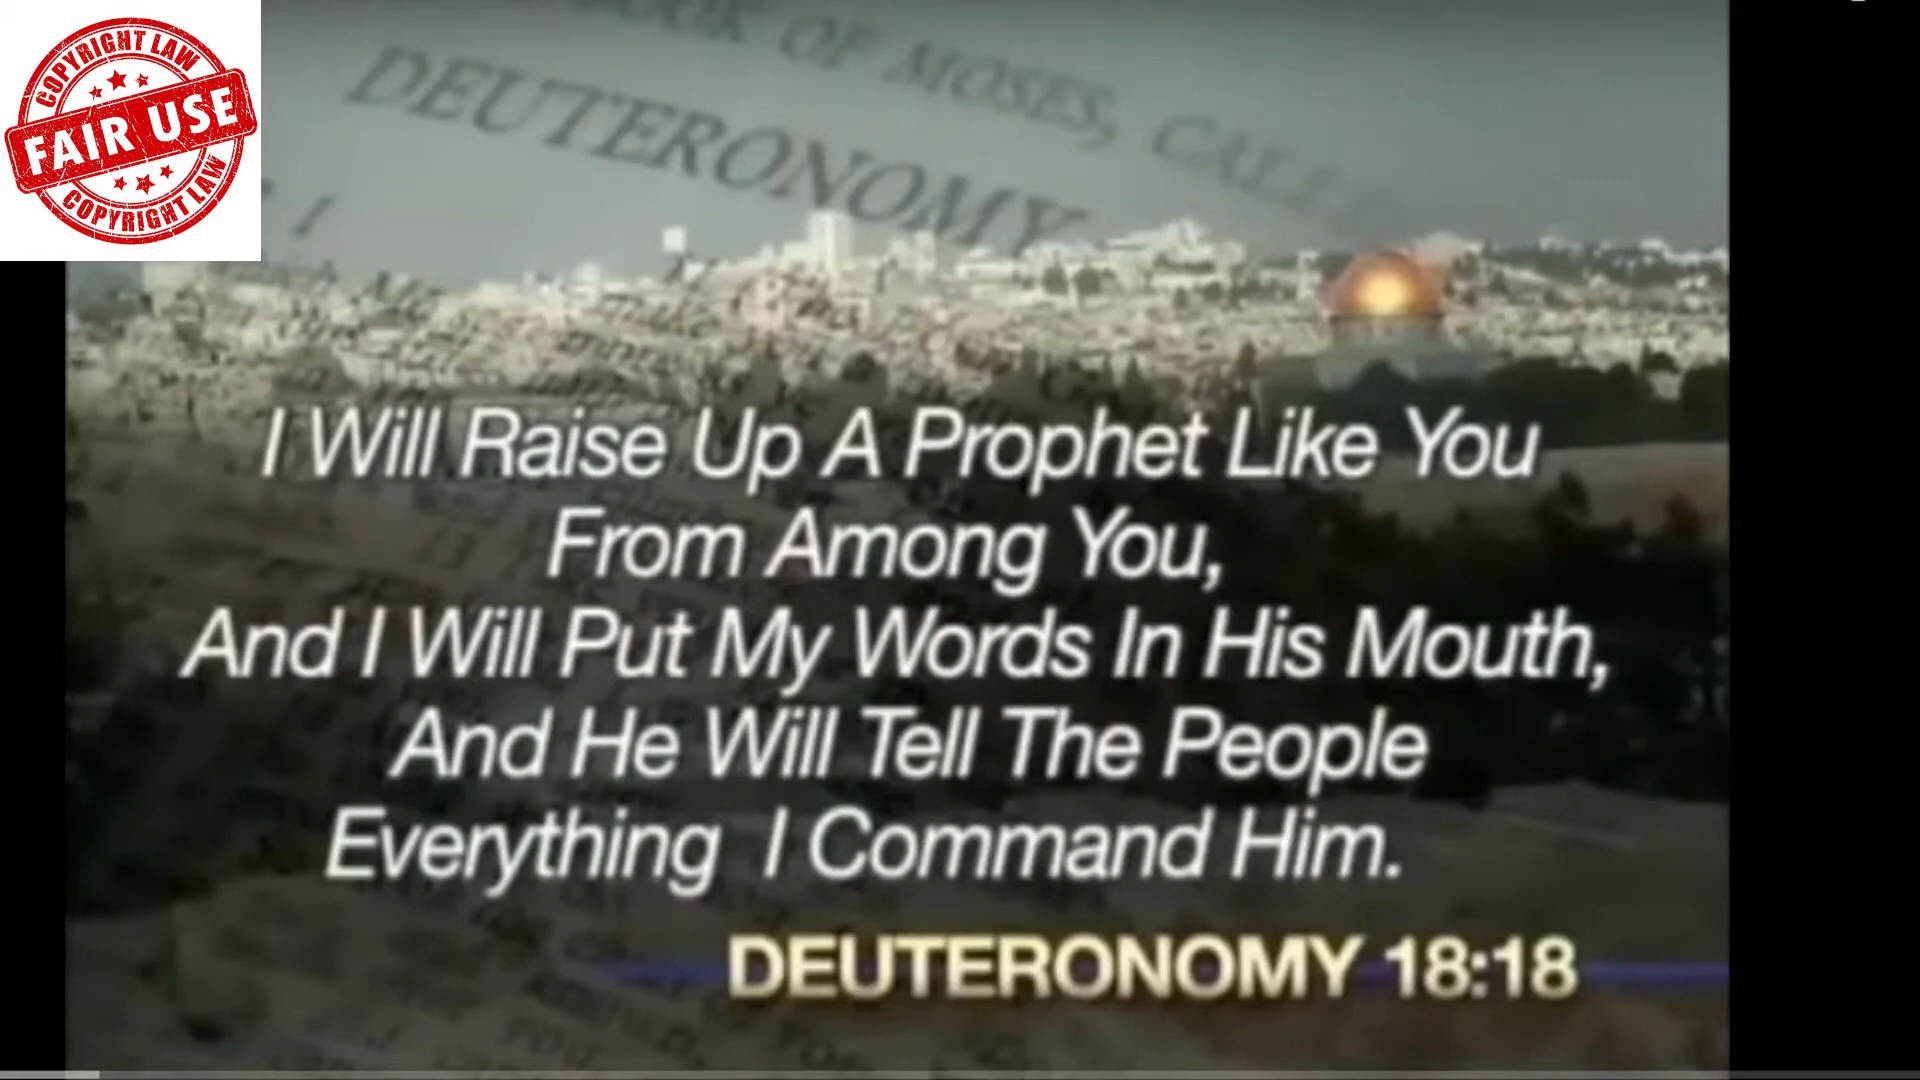 COPYRIGHT LAW
FAIR USE
COPYRIGHT LAW
BOOK OF MOSES,
DEUTERONOMY
I Will Raise Up A Prophet Like You
From Among You,
And I Will Put My Words In His Mouth,
And He Will Tell The People
Everything I Command Him.
DEUTERONOMY 18:18